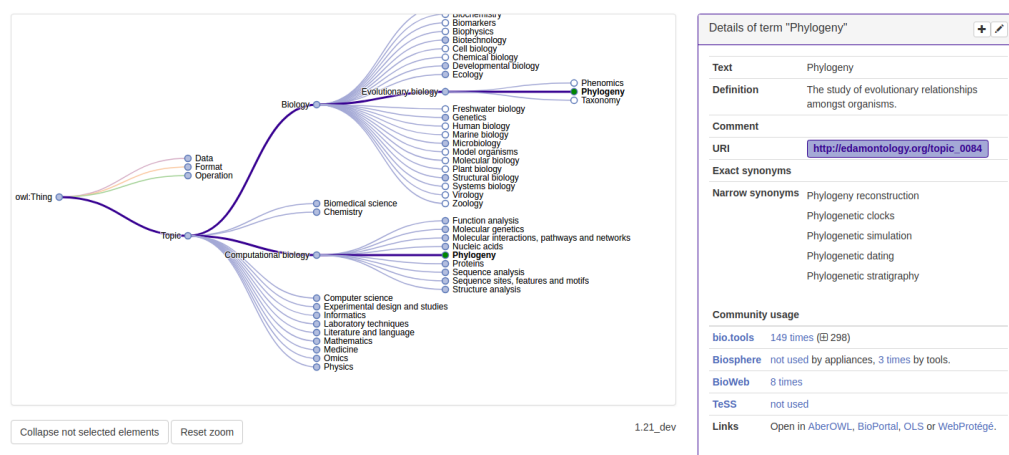 Biochemistry
Biomarkers
Biophysics
Biotechnology
Cell biology
Chemical biology
Developmental biology
Ecology
Evolutionary biology
Phenomics
Phylogeny
Taxonomy
Biology
Freshwater biology
Genetics
Human biology
Marine biology
Microbiology
Model organisms
Molecular biology
Plant biology
Structural biology
Systems biology
Virology
Zoology
Data
Format
Operation
owl:Thing
Biomedical science
Chemistry
Topic
Function analysis
Molecular genetics
Molecular interactions, pathways and networks
Nucleic acids
Computational biology
Phylogeny
Proteins
Sequence analysis
Sequence sites, features and motifs
Structure analysis
Computer science
Experimental design and studies
Informatics
Laboratory techniques
Literature and language
Mathematics
Medicine
Omics
Physics
Collapse not selected elements
Reset zoom
1.21_dev
Details of term "Phylogeny"
Text Phylogeny
Definition The study of evolutionary relationships
amongst organisms.
Comment
URI http://edamontology.org/topic_0084
Exact synonyms
Narrow synonyms Phylogeny reconstruction
Phylogenetic clocks
Phylogenetic simulation
Phylogenetic dating
Phylogenetic stratigraphy
Community usage
bio.tools 149 times (298)
Biosphere not used by appliances, 3 times by tools.
BioWeb 8 times
TeSS not used
Links Open in AberOWL, BioPortal, OLS or WebProtégé.